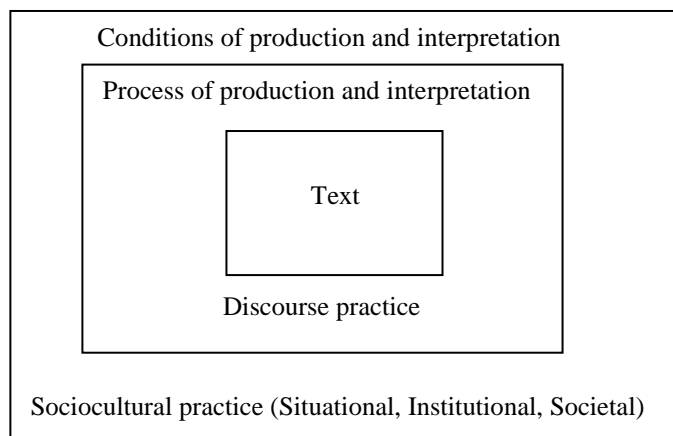 Conditions of production and interpretation
Process of production and interpretation
Text
Discourse practice
Sociocultural practice (Situational, Institutional, Societal)